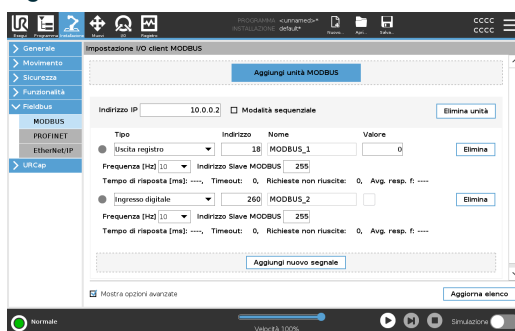 PROGRAMMA <unnamed>*
INSTALLAZIONE default*
Nuovo... Apri... Salva...
CCCC
CCCC
Esegui Programma Installazione Muovi I/O Registro
Generale
Movimento
Sicurezza
Funzionalità
Fieldbus
MODBUS
PROFINET
EtherNet/IP
URCap
Impostazione I/O client MODBUS
Aggiungi unità MODBUS
Indirizzo IP 10.0.0.2 Modalità sequenziale Elimina unità
Tipo Indirizzo Nome Valore
Uscita registro 18 MODBUS_1 0 Elimina
Frequenza [Hz] 10 Indirizzo Slave MODBUS 255
Tempo di risposta [ms]: ----, Timeout: 0, Richieste non riuscite: 0, Avg. resp. f: ----
Ingresso digitale 260 MODBUS_2 Elimina
Frequenza [Hz] 10 Indirizzo Slave MODBUS 255
Tempo di risposta [ms]: ----, Timeout: 0, Richieste non riuscite: 0, Avg. resp. f: ----
Aggiungi nuovo segnale
Mostra opzioni avanzate Aggiorna elenco
Normale
Velocità 100%
Simulazione